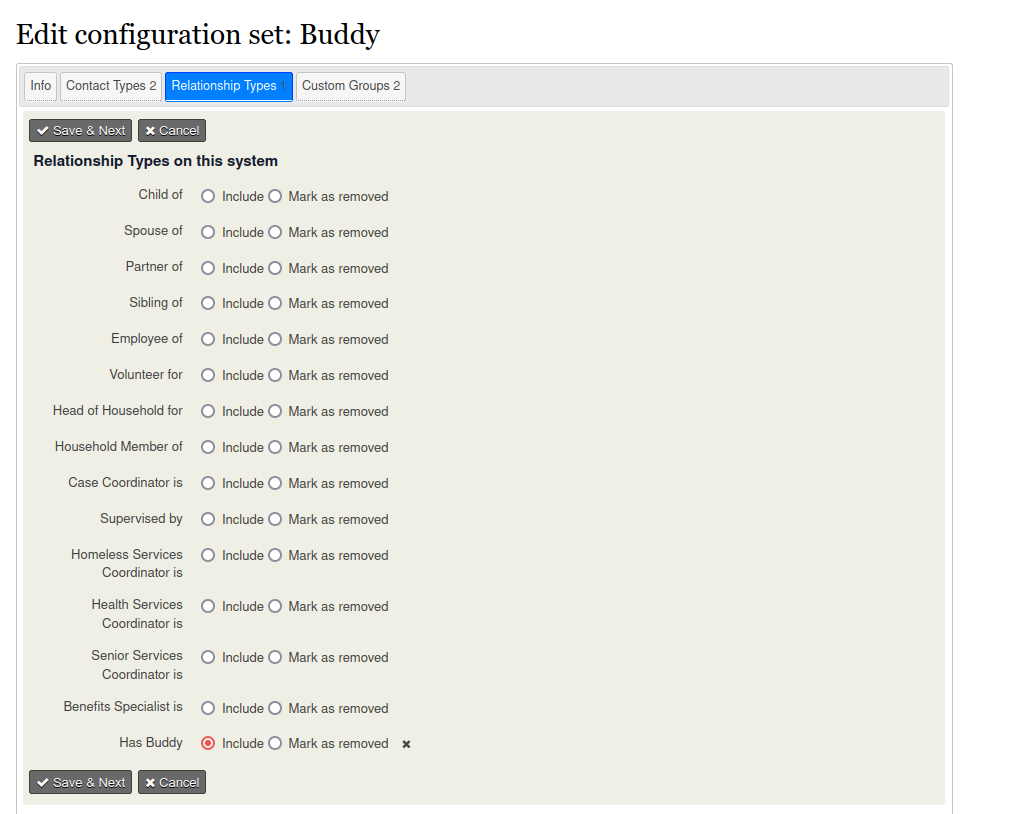 Edit configuration set: Buddy
Info Contact Types 2 Relationship Types 1 Custom Groups 2
Save & Next Cancel
Relationship Types on this system
Child of Include Mark as removed
Spouse of Include Mark as removed
Partner of Include Mark as removed
Sibling of Include Mark as removed
Employee of Include Mark as removed
Volunteer for Include Mark as removed
Head of Household for Include Mark as removed
Household Member of Include Mark as removed
Case Coordinator is Include Mark as removed
Supervised by Include Mark as removed
Homeless Services Include Mark as removed
Coordinator is
Health Services Include Mark as removed
Coordinator is
Senior Services Include Mark as removed
Coordinator is
Benefits Specialist is Include Mark as removed
Has Buddy Include Mark as removed
Save & Next Cancel